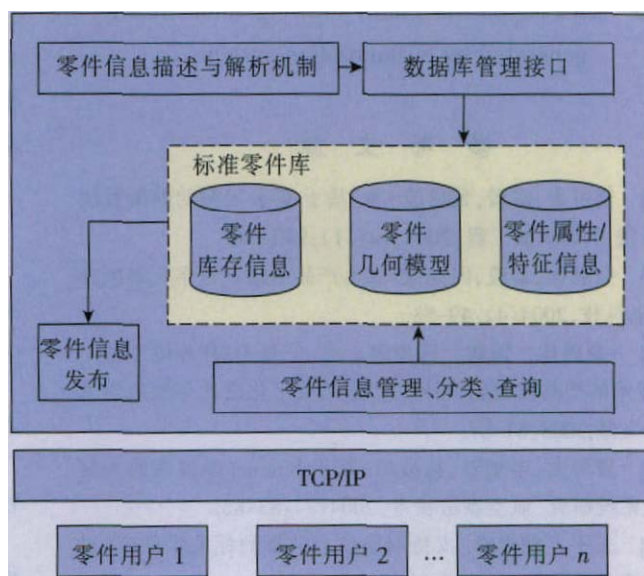 零件信息描述与解析机制
数据库管理接口
标准零件库
零件
库存信息
零件
几何模型
零件属性/
特征信息
零件信息
发布
零件信息管理、分类、查询
TCP/IP
零件用户 1
零件用户 2
...
零件用户 n